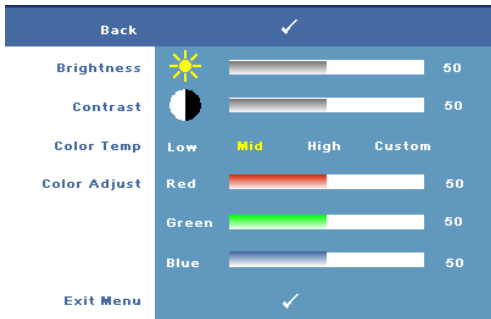 Back
Brightness 50
Contrast 50
Color Temp Low Mid High Custom
Color Adjust Red 50
Green 50
Blue 50
Exit Menu